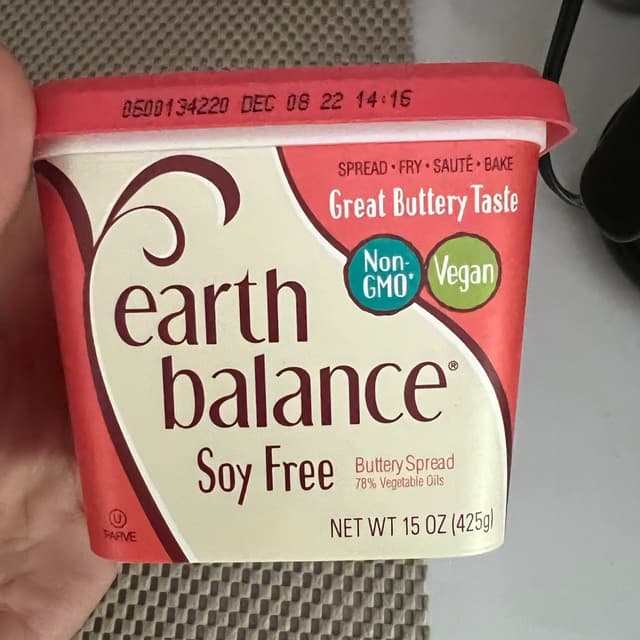 0600134220 DEC 08 22 14:16
SPREAD • FRY • SAUTÉ • BAKE
Great Buttery Taste
Non-
GMO*
Vegan
earth
balance®
Soy Free
Buttery Spread
78% Vegetable Oils
NET WT 15 OZ (425g)
U
PARVE